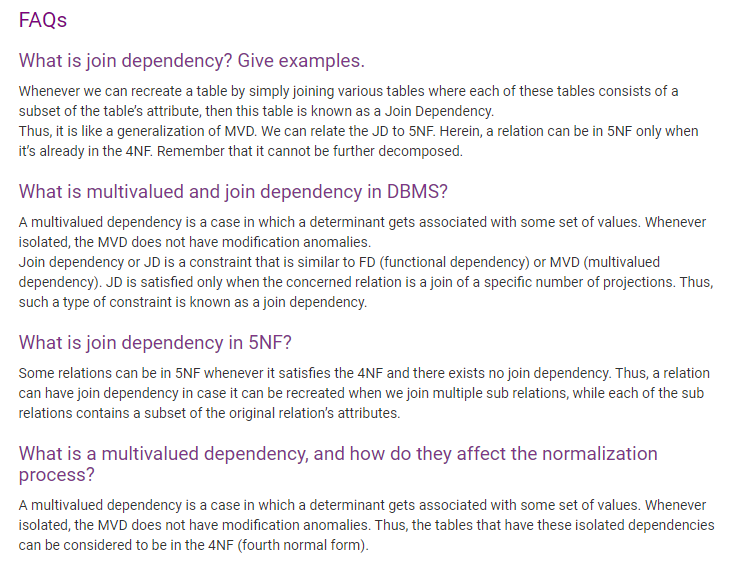 FAQs
What is join dependency? Give examples.
Whenever we can recreate a table by simply joining various tables where each of these tables consists of a
subset of the table's attribute, then this table is known as a Join Dependency.
Thus, it is like a generalization of MVD. We can relate the JD to 5NF. Herein, a relation can be in 5NF only when
it's already in the 4NF. Remember that it cannot be further decomposed.
What is multivalued and join dependency in DBMS?
A multivalued dependency is a case in which a determinant gets associated with some set of values. Whenever
isolated, the MVD does not have modification anomalies.
Join dependency or JD is a constraint that is similar to FD (functional dependency) or MVD (multivalued
dependency). JD is satisfied only when the concerned relation is a join of a specific number of projections. Thus,
such a type of constraint is known as a join dependency.
What is join dependency in 5NF?
Some relations can be in 5NF whenever it satisfies the 4NF and there exists no join dependency. Thus, a relation
can have join dependency in case it can be recreated when we join multiple sub relations, while each of the sub
relations contains a subset of the original relation's attributes.
What is a multivalued dependency, and how do they affect the normalization
process?
A multivalued dependency is a case in which a determinant gets associated with some set of values. Whenever
isolated, the MVD does not have modification anomalies. Thus, the tables that have these isolated dependencies
can be considered to be in the 4NF (fourth normal form).